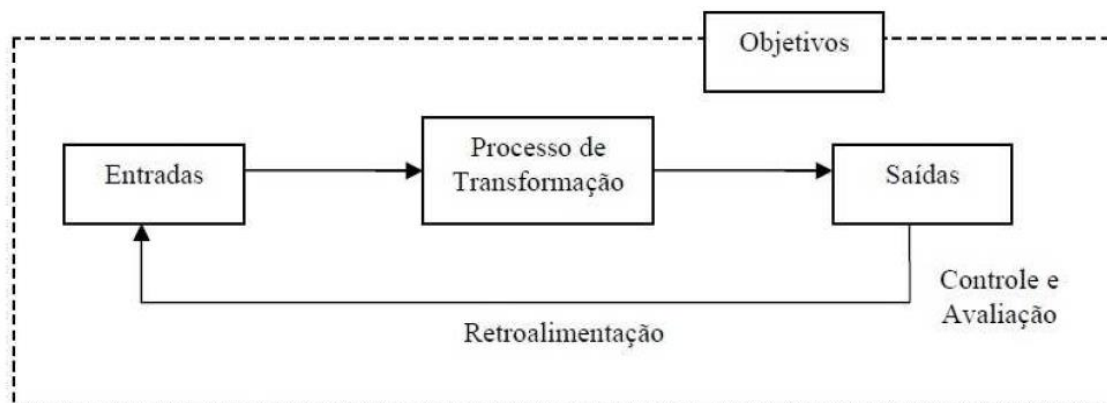 Objetivos
Entradas
Processo de
Transformação
Saídas
Controle e
Avaliação
Retroalimentação